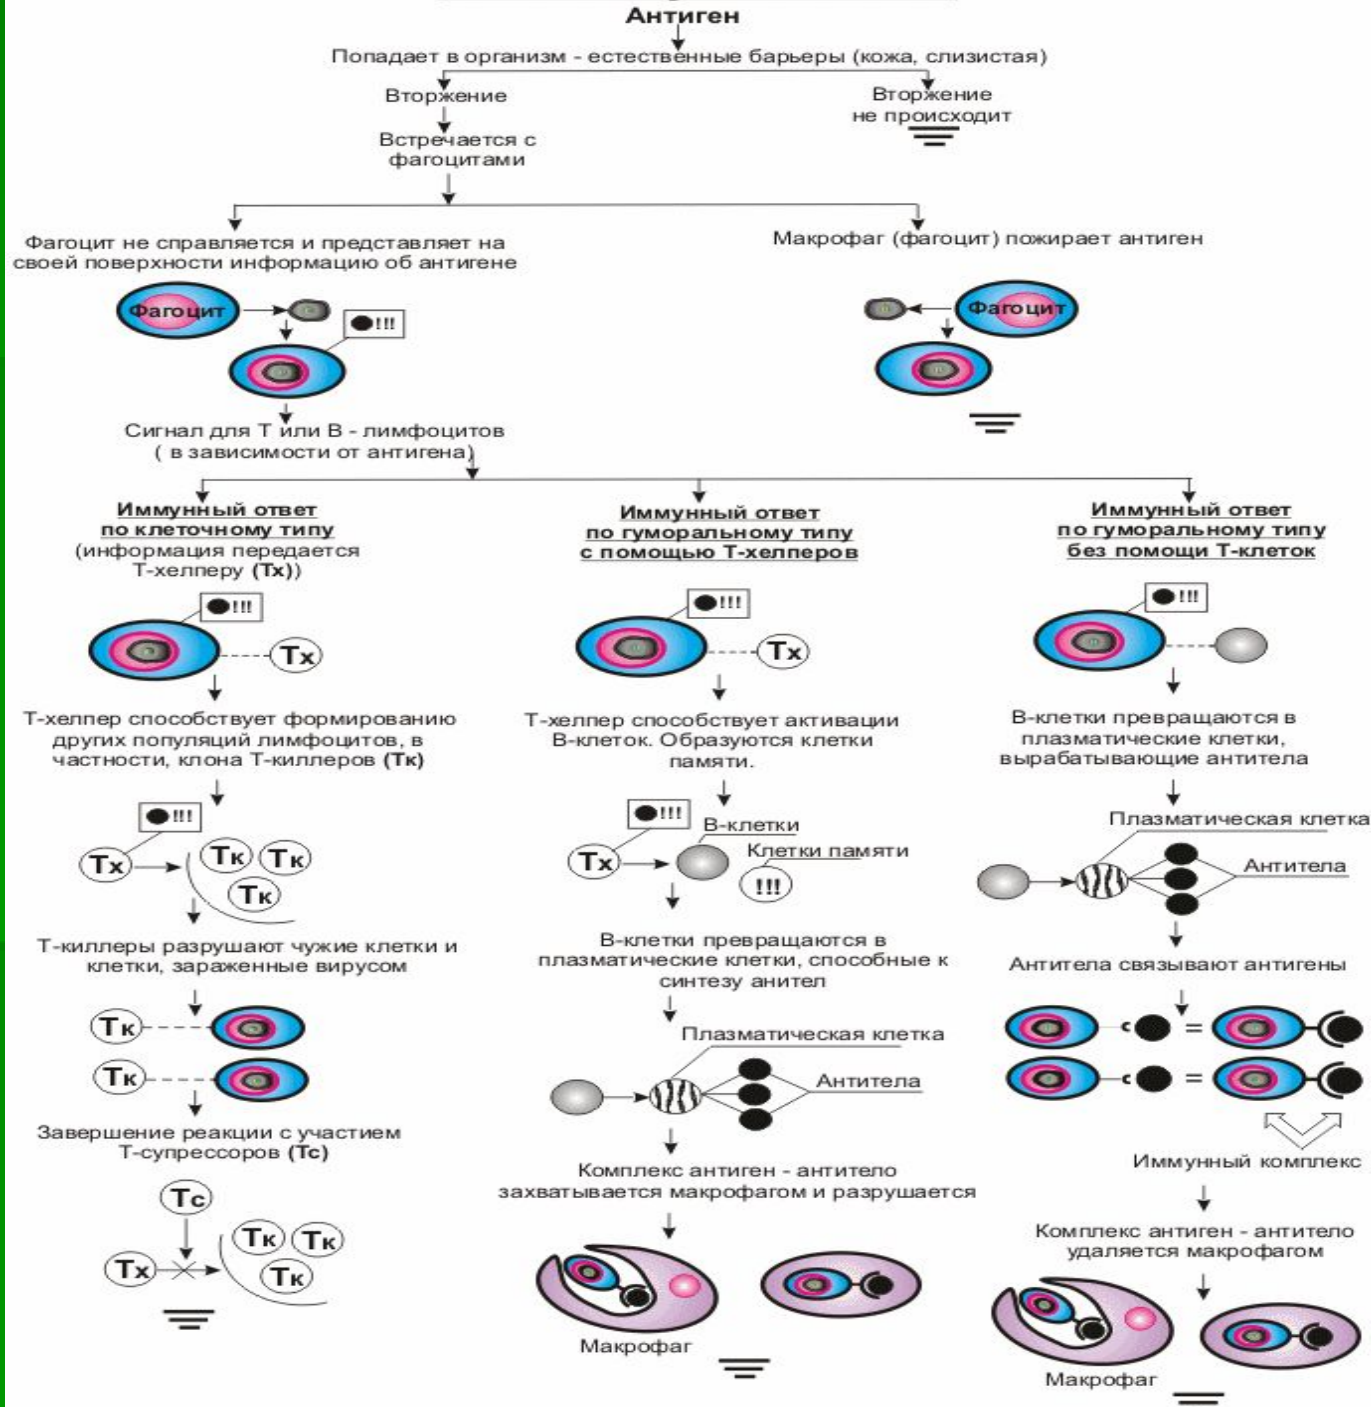 Антиген
Попадает в организм - естественные барьеры (кожа, слизистая)
Вторжение
Вторжение
не происходит
Встречается с
фагоцитами
Фагоцит не справляется и представляет на
своей поверхности информацию об антигене
Макрофаг (фагоцит) пожирает антиген
Фагоцит
!!!
Фагоцит
Сигнал для Т или В - лимфоцитов
( в зависимости от антигена)
Иммунный ответ
по клеточному типу
(информация передается
Т-хелперу (Тх))
!!!
Тх
Т-хелпер способствует формированию
других популяций лимфоцитов, в
частности, клона Т-киллеров (Тк)
!!!
Тх
Тк
Тк
Тк
Т-киллеры разрушают чужие клетки и
клетки, зараженные вирусом
Тк
Тк
Завершение реакции с участием
Т-супрессоров (Тс)
Тс
Тх
Тк
Тк
Тк
Иммунный ответ
по гуморальному типу
с помощью Т-хелперов
!!!
Тх
Т-хелпер способствует активации
В-клеток. Образуются клетки
памяти.
!!!
Тх
В-клетки
Клетки памяти
!!!
В-клетки превращаются в
плазматические клетки, способные к
синтезу анител
Плазматическая клетка
Антитела
Комплекс антиген - антитело
захватывается макрофагом и разрушается
Макрофаг
Иммунный ответ
по гуморальному типу
без помощи Т-клеток
!!!
В-клетки превращаются в
плазматические клетки,
вырабатывающие антитела
Плазматическая клетка
Антитела
Антитела связывают антигены
=
=
Иммунный комплекс
Комплекс антиген - антитело
удаляется макрофагом
Макрофаг